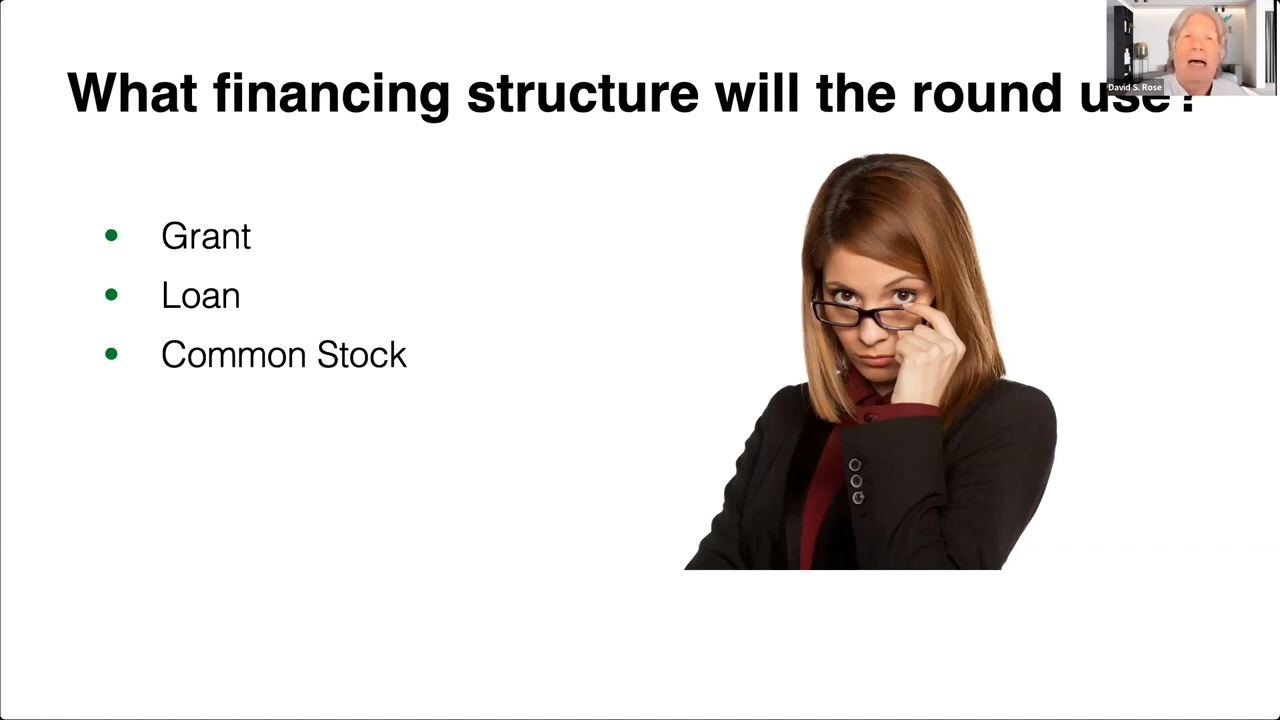 What financing structure will the round use?
David S. Rose
• Grant
• Loan
• Common Stock